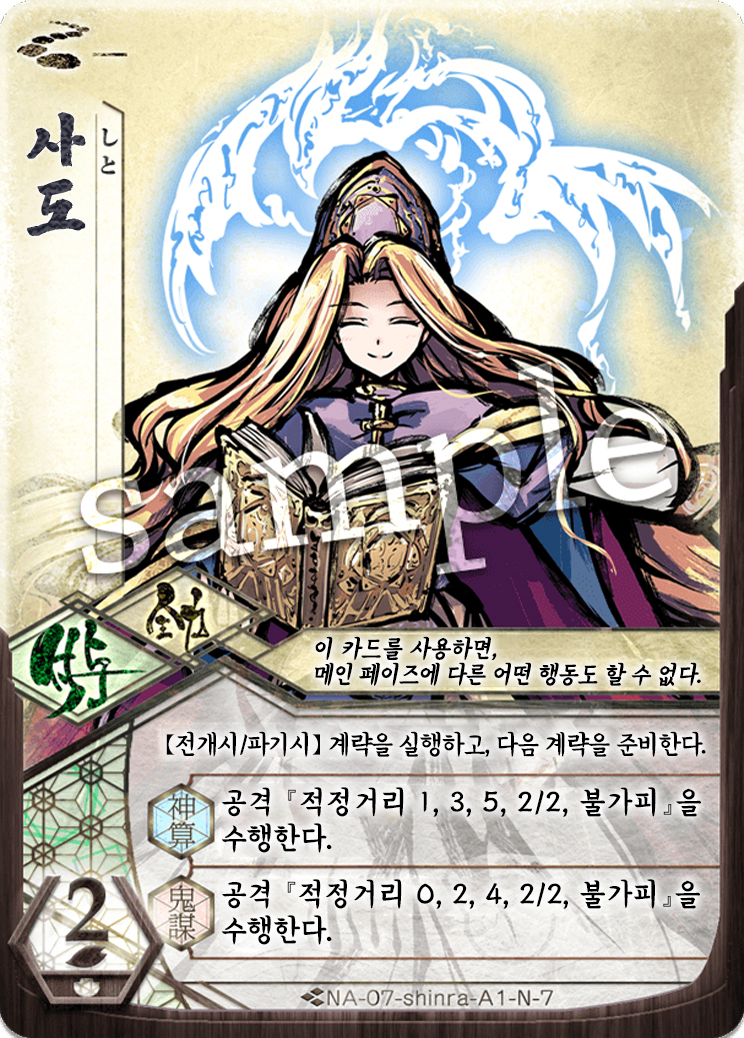 사도
しと
sample
이 카드를 사용하면,
메인 페이즈에 다른 어떤 행동도 할 수 없다.
【전개시/파기시】 계략을 실행하고, 다음 계략을 준비한다.
神算
공격 『적정거리 1, 3, 5, 2/2, 불가피』을
수행한다.
鬼謀
공격 『적정거리 0, 2, 4, 2/2, 불가피』을
수행한다.
2
NA-07-shinra-A1-N-7